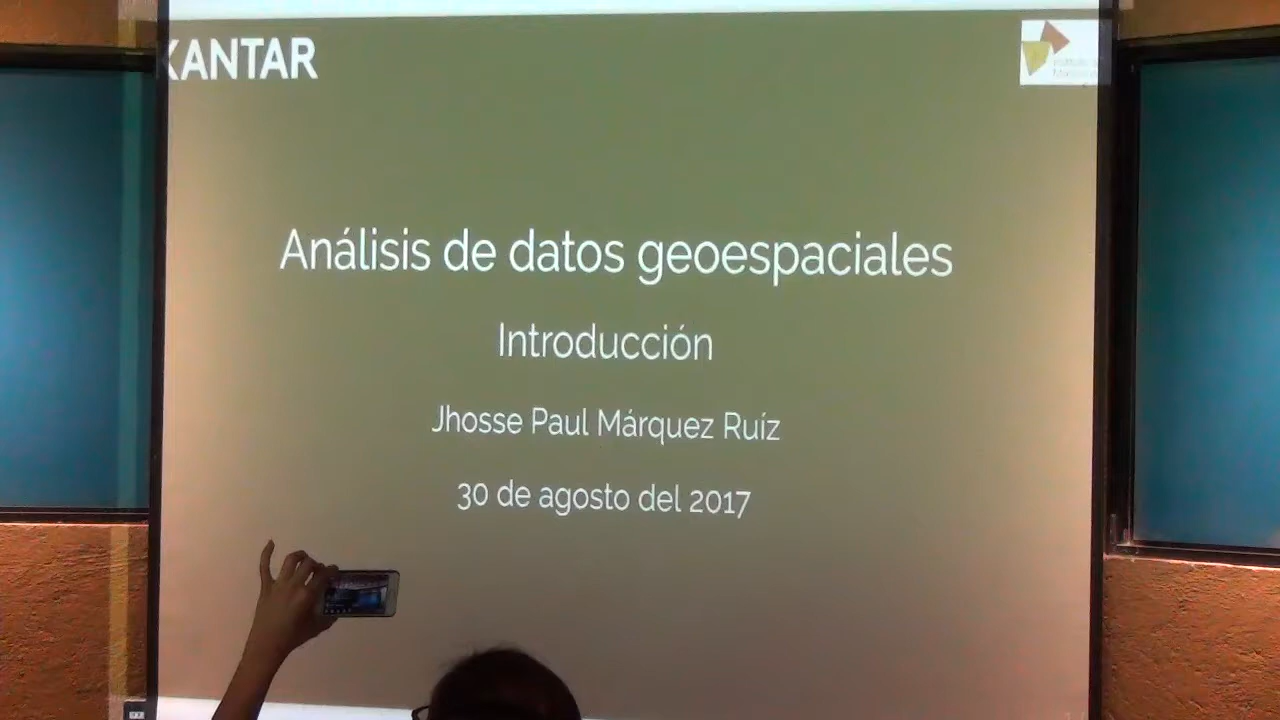 KANTAR
Análisis de datos geoespaciales
Introducción
Jhosse Paul Márquez Ruíz
30 de agosto del 2017